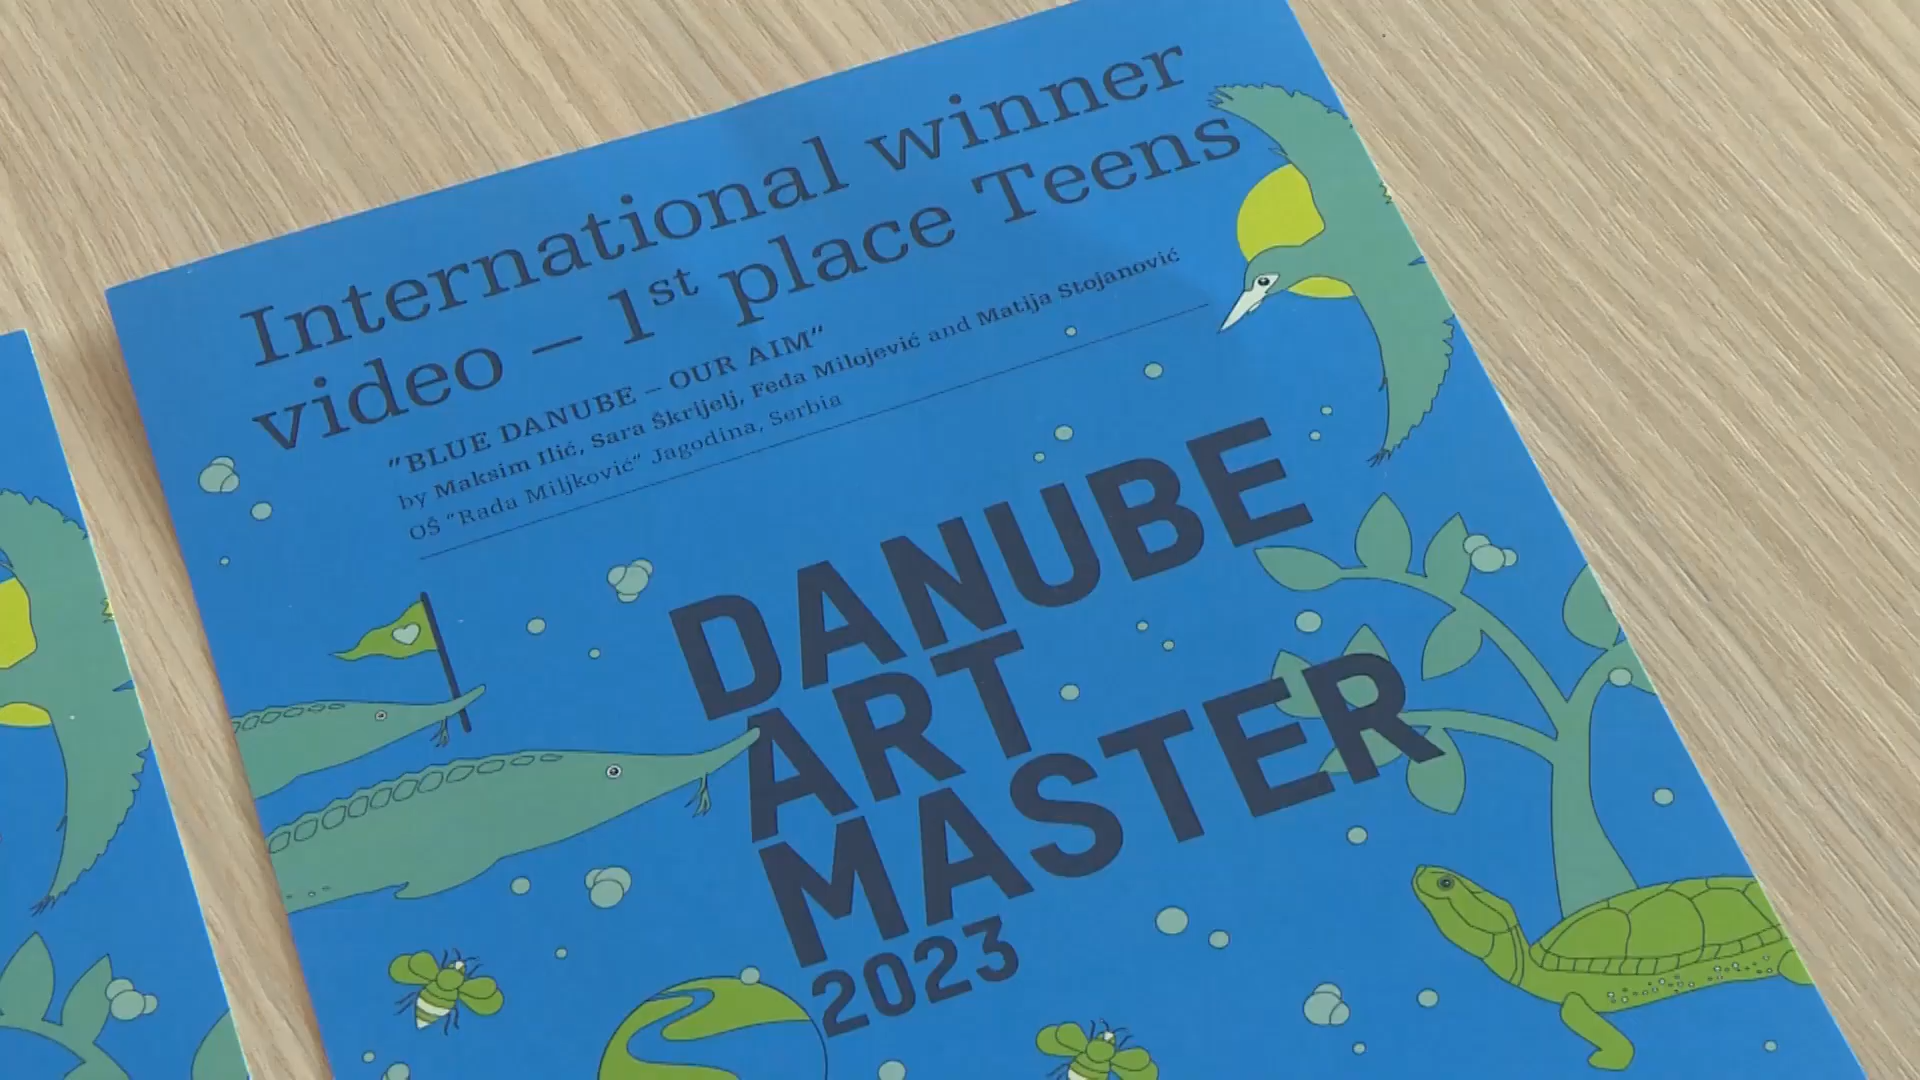 International winner
video – 1st place Teens
"BLUE DANUBE – OUR AIM"
by Maksim Ilić, Sara Škrijelj, Feđa Milojević and Matija Stojanović
OŠ "Rada Miljković" Jagodina, Serbia
DANUBE
ART
MASTER
2023